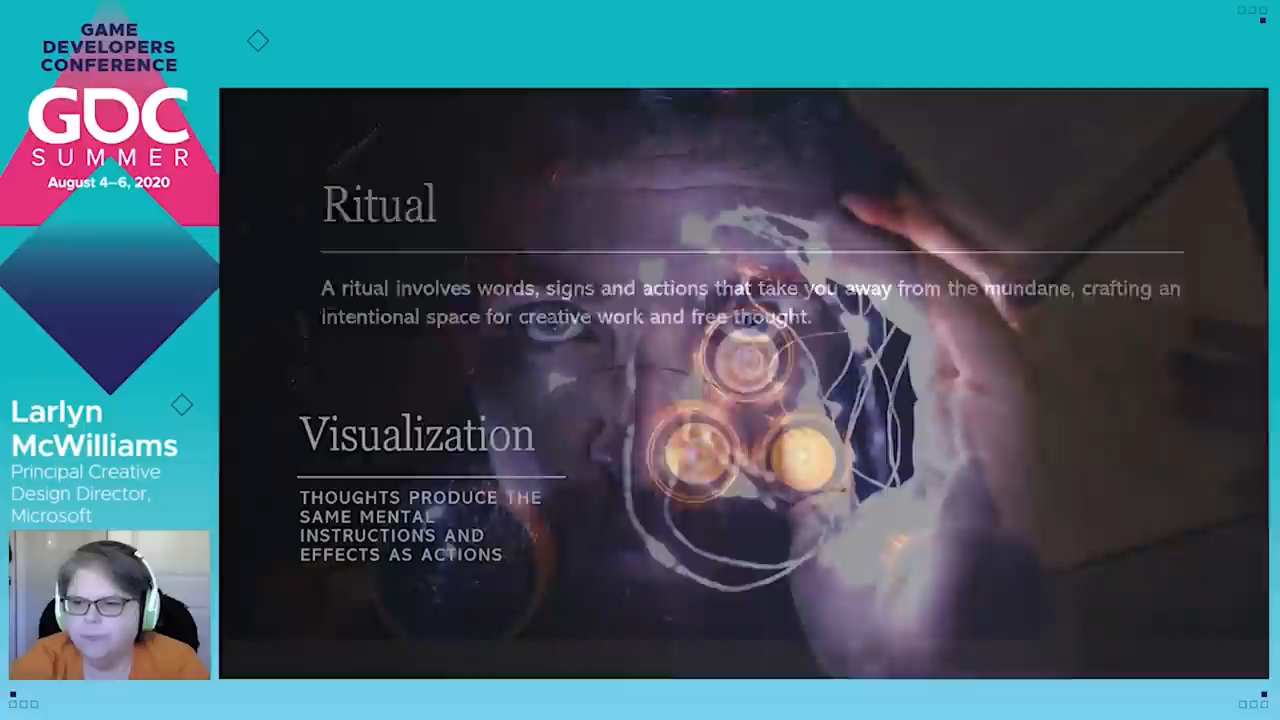 GAME
DEVELOPERS
CONFERENCE
GDC
SUMMER
August 4–6, 2020
Larlyn
McWilliams
Principal Creative
Design Director,
Microsoft
Ritual
A ritual involves words, signs and actions that take you away from the mundane, crafting an
intentional space for creative work and free thought.
Visualization
THOUGHTS PRODUCE THE
SAME MENTAL
INSTRUCTIONS AND
EFFECTS AS ACTIONS